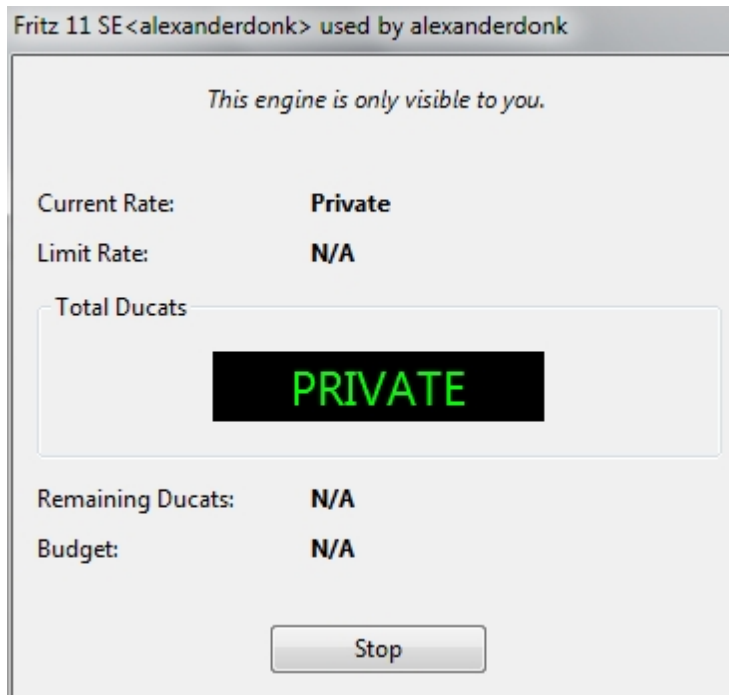 Fritz 11 SE<alexanderdonk> used by alexanderdonk
This engine is only visible to you.
Current Rate: Private
Limit Rate: N/A
Total Ducats
PRIVATE
Remaining Ducats: N/A
Budget: N/A
Stop